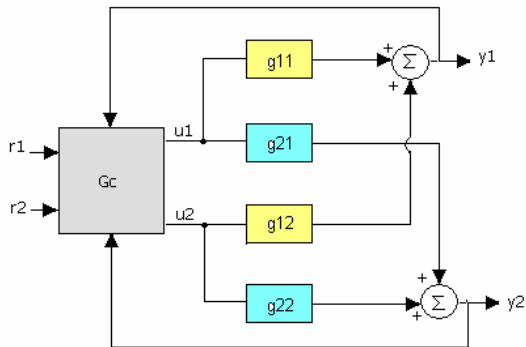 g11
+
Σ
y1
+
u1
r1
g21
Gc
r2
u2
g12
+
g22
Σ
y2
+